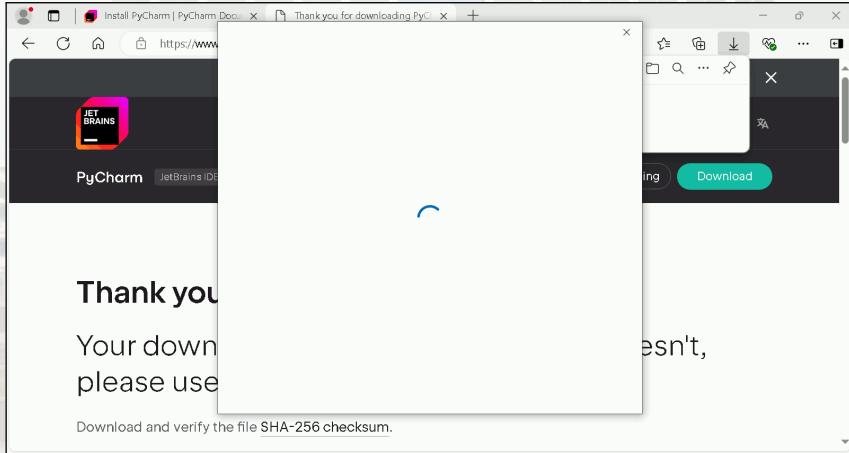 Install PyCharm | PyCharm Docu
Thank you for downloading PyC
https://www
JET
BRAINS
PyCharm
JetBrains IDE
ing
Download
Thank you
Your down
esn't,
please use
Download and verify the file SHA-256 checksum.